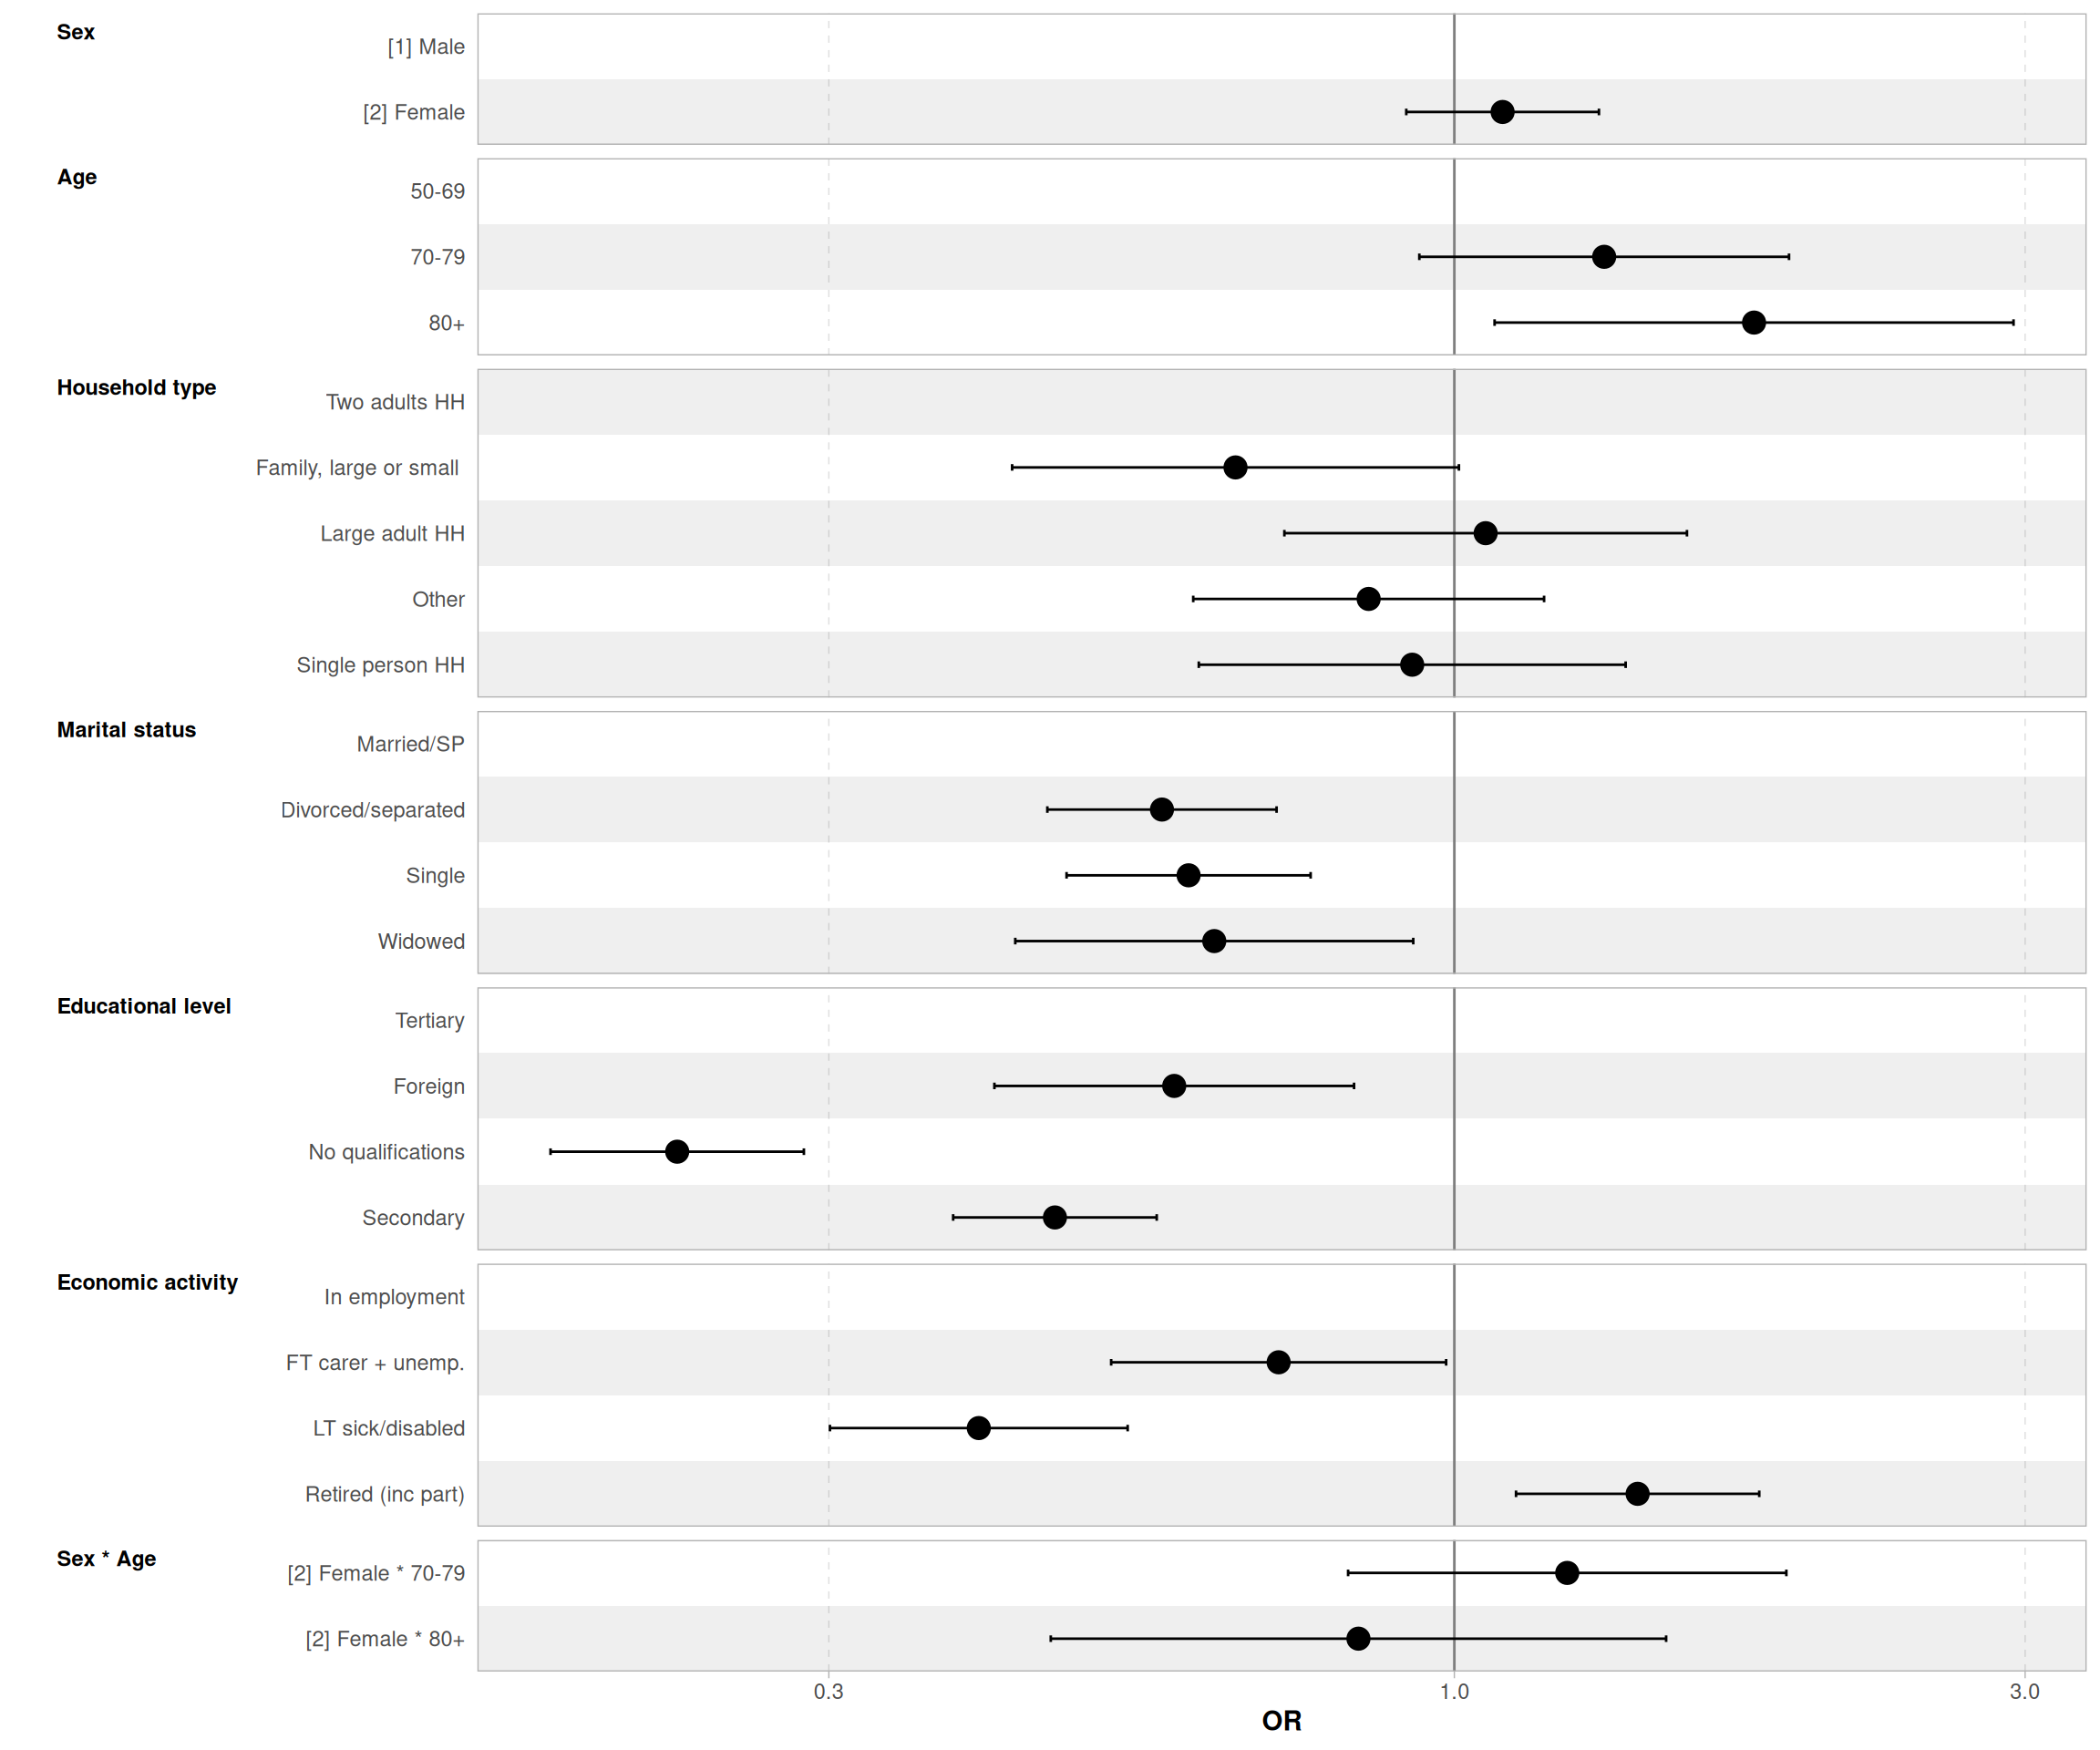 Sex
[1] Male
[2] Female
Age
50-69
70-79
80+
Household type
Two adults HH
Family, large or small
Large adult HH
Other
Single person HH
Marital status
Married/SP
Divorced/separated
Single
Widowed
Educational level
Tertiary
Foreign
No qualifications
Secondary
Economic activity
In employment
FT carer + unemp.
LT sick/disabled
Retired (inc part)
Sex * Age
[2] Female * 70-79
[2] Female * 80+
0.3 1.0 3.0
OR